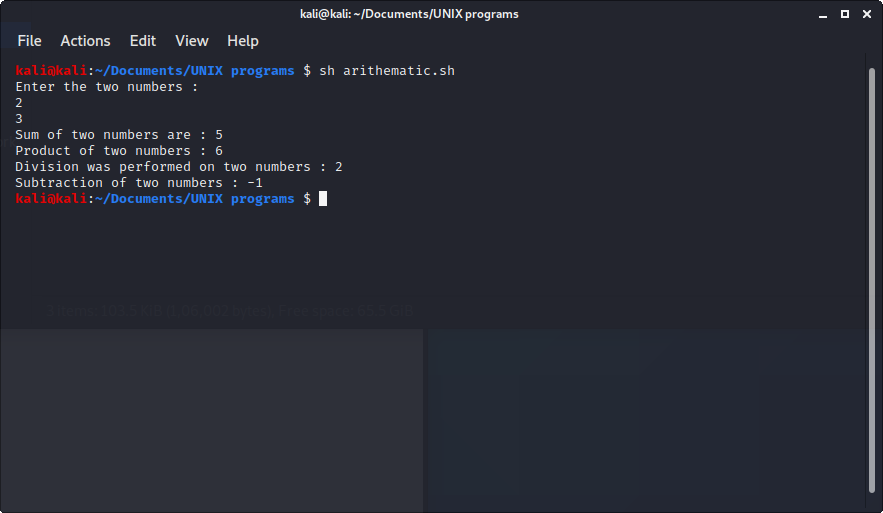 kali@kali: ~/Documents/UNIX programs
File Actions Edit View Help
kali@kali:~/Documents/UNIX programs $ sh arithematic.sh
Enter the two numbers :
2
3
Sum of two numbers are : 5
Product of two numbers : 6
Division was performed on two numbers : 2
Subtraction of two numbers : -1
kali@kali:~/Documents/UNIX programs $